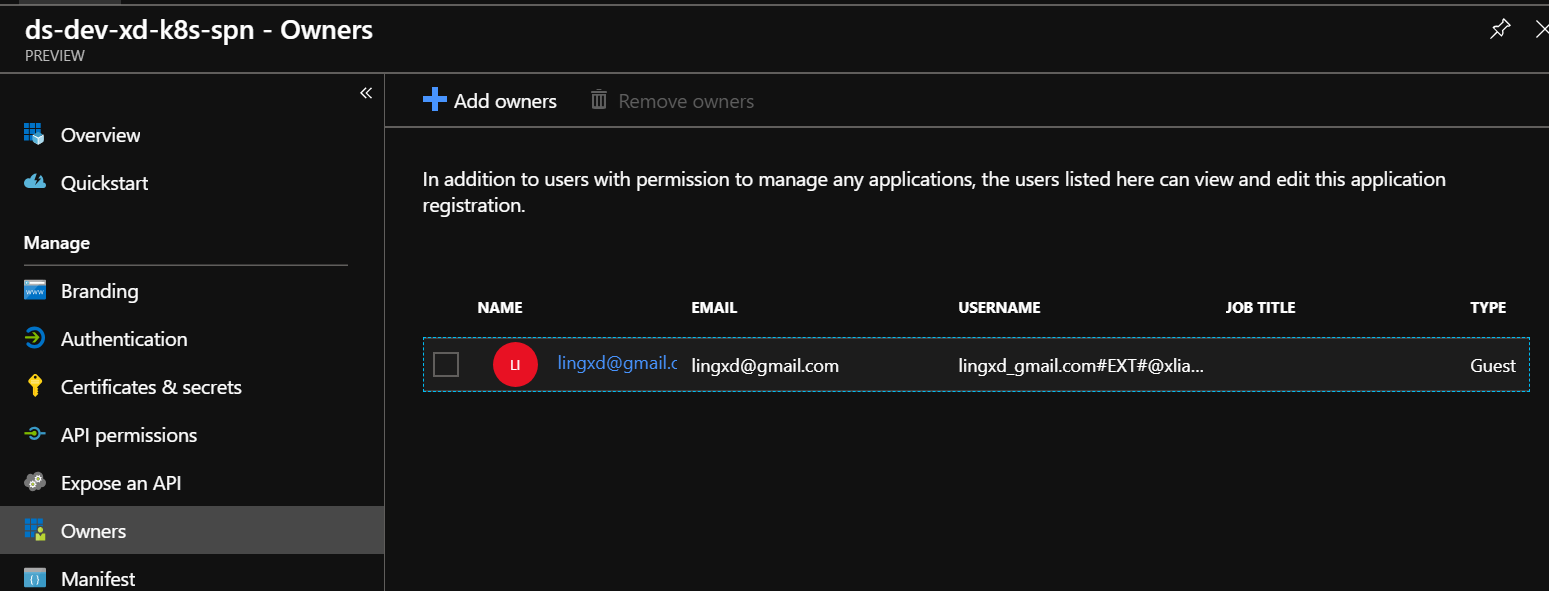 ds-dev-xd-k8s-spn - Owners
PREVIEW
«
Overview
Quickstart
Manage
Branding
Authentication
Certificates & secrets
API permissions
Expose an API
Owners
Manifest
Add owners
Remove owners
In addition to users with permission to manage any applications, the users listed here can view and edit this application
registration.
NAME EMAIL USERNAME JOB TITLE TYPE
LI lingxd@gmail.c lingxd@gmail.com lingxd_gmail.com#EXT#@xlia... Guest